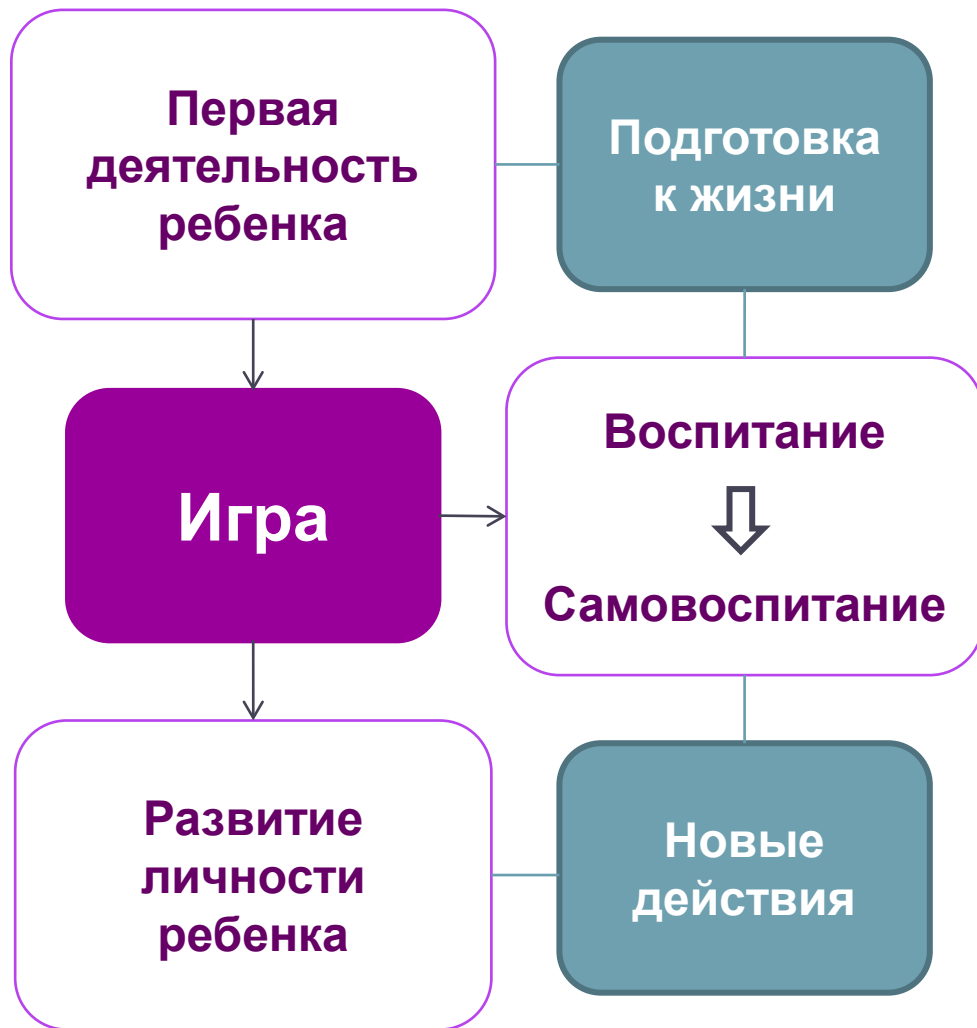 Первая
деятельность
ребенка
Подготовка
к жизни
Игра
Воспитание
Самовоспитание
Развитие
личности
ребенка
Новые
действия